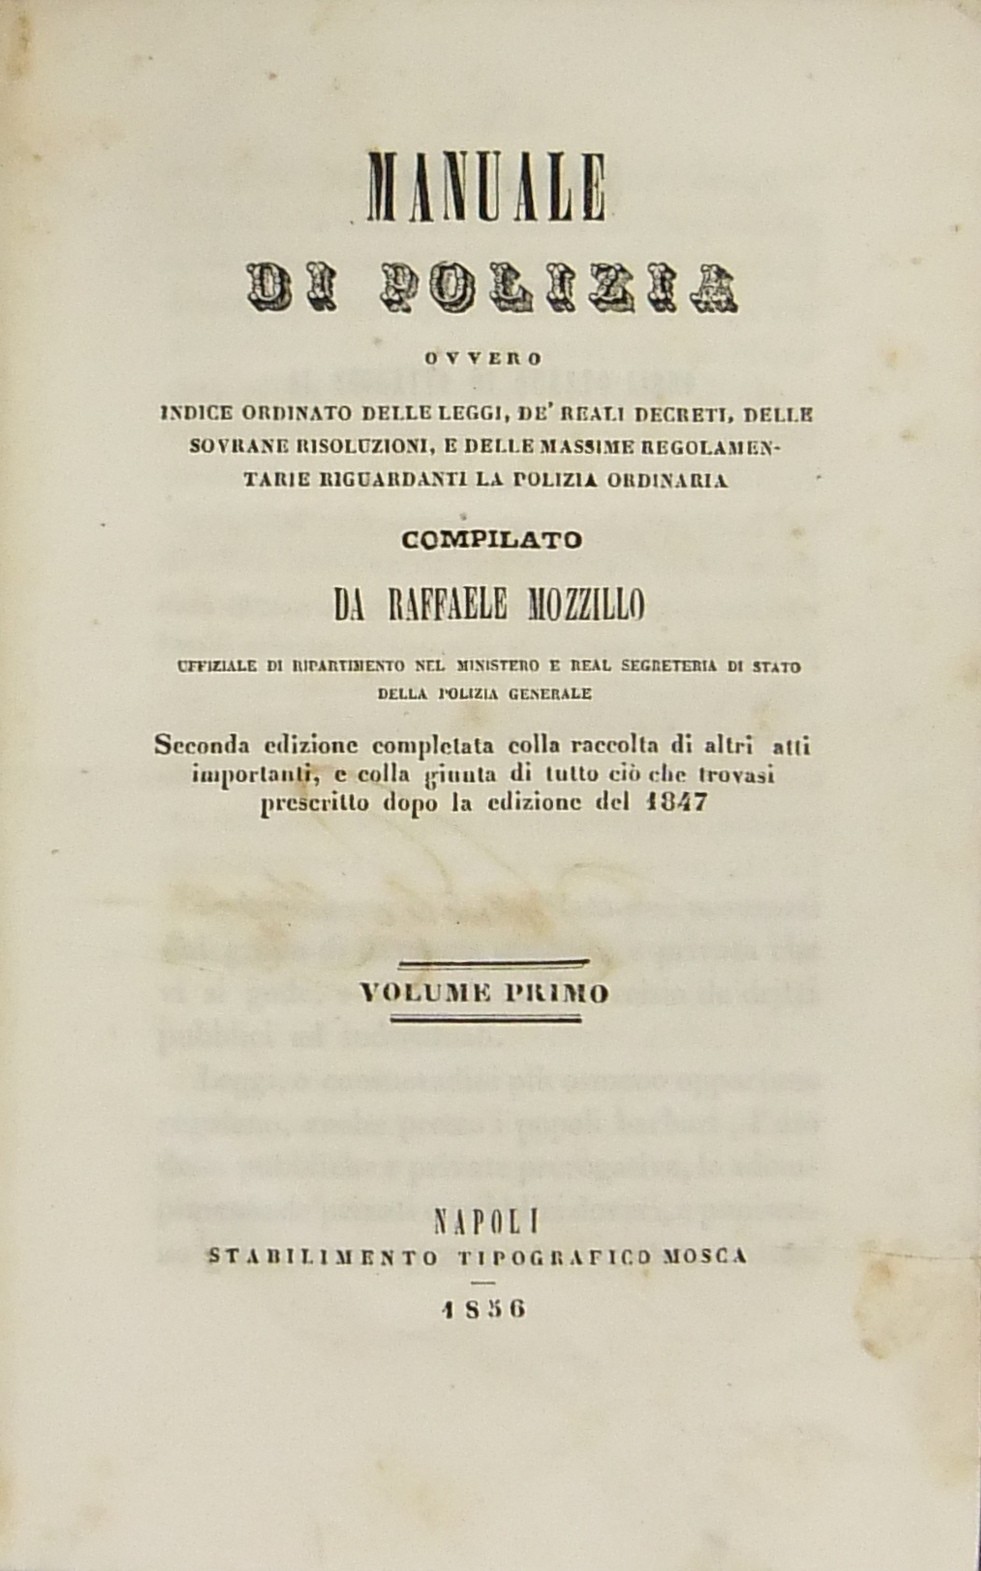 MANUALE
DI POLIZIA
OVVERO
INDICE ORDINATO DELLE LEGGI, DE' REALI DECRETI, DELLE
SOVRANE RISOLUZIONI, E DELLE MASSIME REGOLAMEN-
TARIE RIGUARDANTI LA POLIZIA ORDINARIA
COMPILATO
DA RAFFAELE MOZZILLO
UFFIZIALE DI RIPARTIMENTO NEL MINISTERO E REAL SEGRETERIA DI STATO
DELLA POLIZIA GENERALE
Seconda edizione completata colla raccolta di altri atti
importanti, e colla giunta di tutto ciò che trovasi
prescritto dopo la edizione del 1847
VOLUME PRIMO
NAPOLI
STABILIMENTO TIPOGRAFICO MOSCA
1856